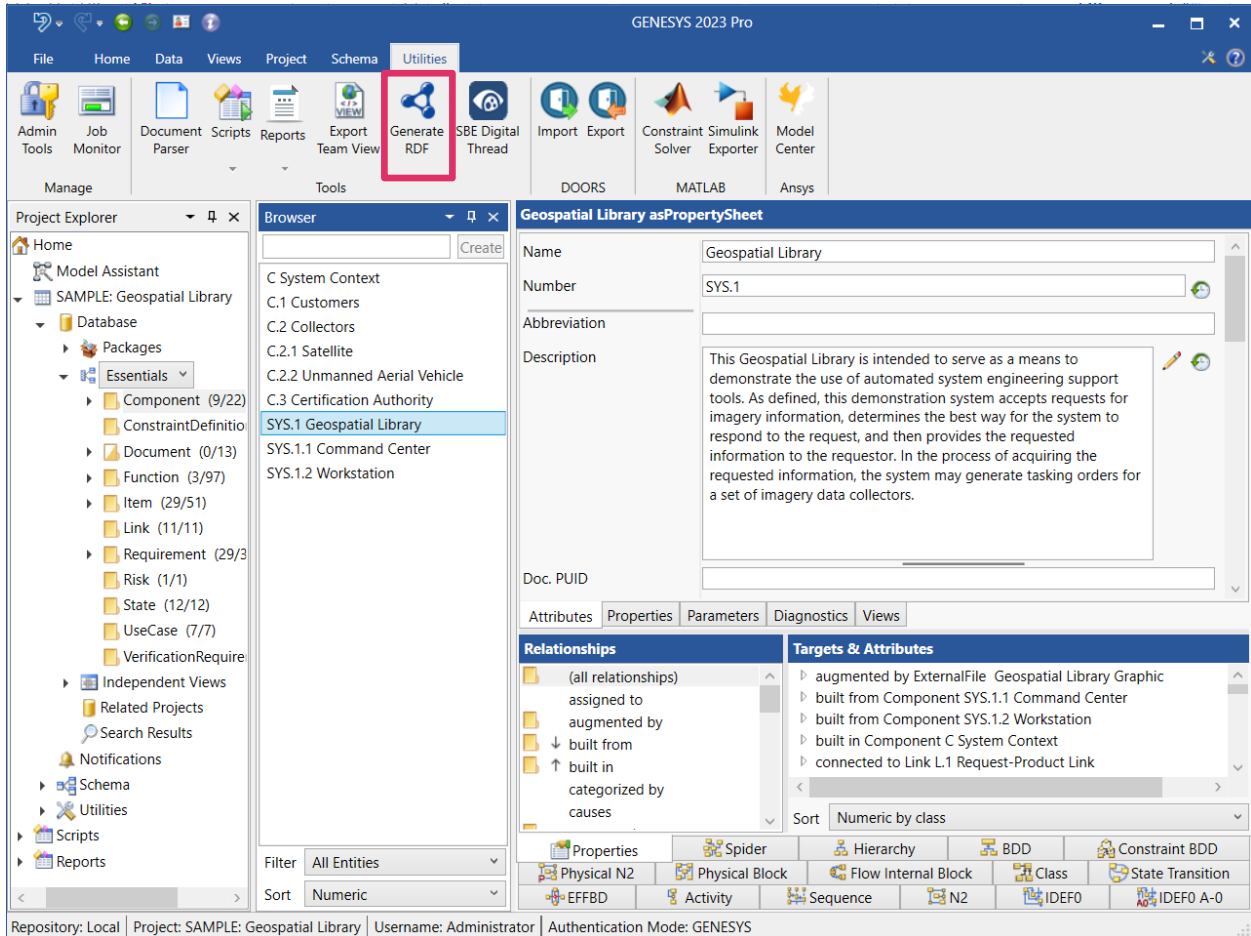 GENESYS 2023 Pro
File Home Data Views Project Schema Utilities
Admin Tools
Job Monitor
Document Parser
Scripts
Reports
VIEW
Export Team View
Generate RDF
SBE Digital Thread
Import
Export
Constraint Solver
Simulink Exporter
Model Center
Manage
Tools
DOORS
MATLAB
Ansys
Project Explorer
Home
Model Assistant
SAMPLE: Geospatial Library
Database
Packages
Essentials
Component (9/22)
ConstraintDefinitio
Document (0/13)
Function (3/97)
Item (29/51)
Link (11/11)
Requirement (29/3
Risk (1/1)
State (12/12)
UseCase (7/7)
VerificationRequire
Independent Views
Related Projects
Search Results
Notifications
Schema
Utilities
Scripts
Reports
Browser
Create
C System Context
C.1 Customers
C.2 Collectors
C.2.1 Satellite
C.2.2 Unmanned Aerial Vehicle
C.3 Certification Authority
SYS.1 Geospatial Library
SYS.1.1 Command Center
SYS.1.2 Workstation
Filter All Entities
Sort Numeric
Geospatial Library asPropertySheet
Name Geospatial Library
Number SYS.1
Abbreviation
Description
This Geospatial Library is intended to serve as a means to
demonstrate the use of automated system engineering support
tools. As defined, this demonstration system accepts requests for
imagery information, determines the best way for the system to
respond to the request, and then provides the requested
information to the requestor. In the process of acquiring the
requested information, the system may generate tasking orders for
a set of imagery data collectors.
Doc. PUID
Attributes Properties Parameters Diagnostics Views
Relationships
(all relationships)
assigned to
augmented by
built from
built in
categorized by
causes
Targets & Attributes
augmented by ExternalFile Geospatial Library Graphic
built from Component SYS.1.1 Command Center
built from Component SYS.1.2 Workstation
built in Component C System Context
connected to Link L.1 Request-Product Link
Sort Numeric by class
Properties Spider Hierarchy BDD Constraint BDD
Physical N2 Physical Block Flow Internal Block Class State Transition
EFFBD Activity Sequence N2 IDEF0 IDEF0 A-0
Repository: Local Project: SAMPLE: Geospatial Library Username: Administrator Authentication Mode: GENESYS